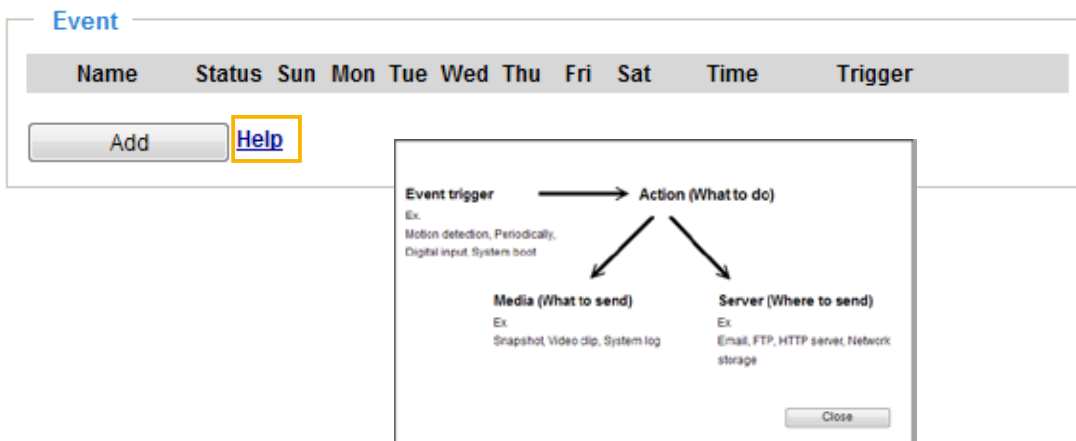 Event
Name Status Sun Mon Tue Wed Thu Fri Sat Time Trigger
Add Help
Event trigger Action (What to do)
Ex.
Motion detection, Periodically,
Digital input, System boot
Media (What to send) Server (Where to send)
Ex Ex
Snapshot, Video clip, System log Email, FTP, HTTP server, Network
storage
Close